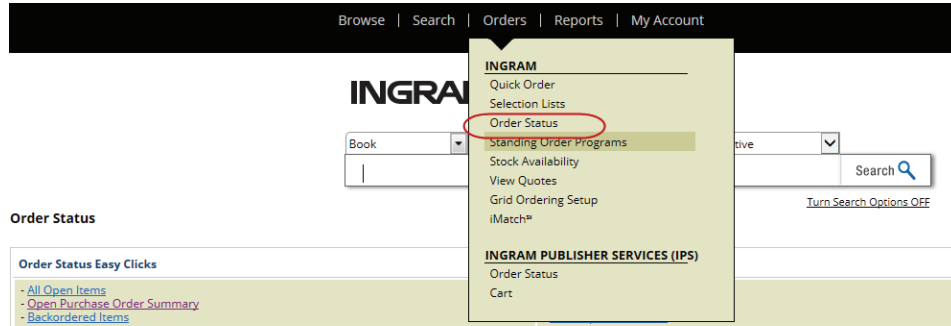 Browse | Search | Orders | Reports | My Account
INGRAM
Quick Order
Selection Lists
Order Status
Standing Order Programs
Stock Availability
View Quotes
Grid Ordering Setup
iMatch℠
INGRAM PUBLISHER SERVICES (IPS)
Order Status
Cart
INGRA
Book
tive
Search
Turn Search Options OFF
Order Status
Order Status Easy Clicks
- All Open Items
- Open Purchase Order Summary
- Backordered Items